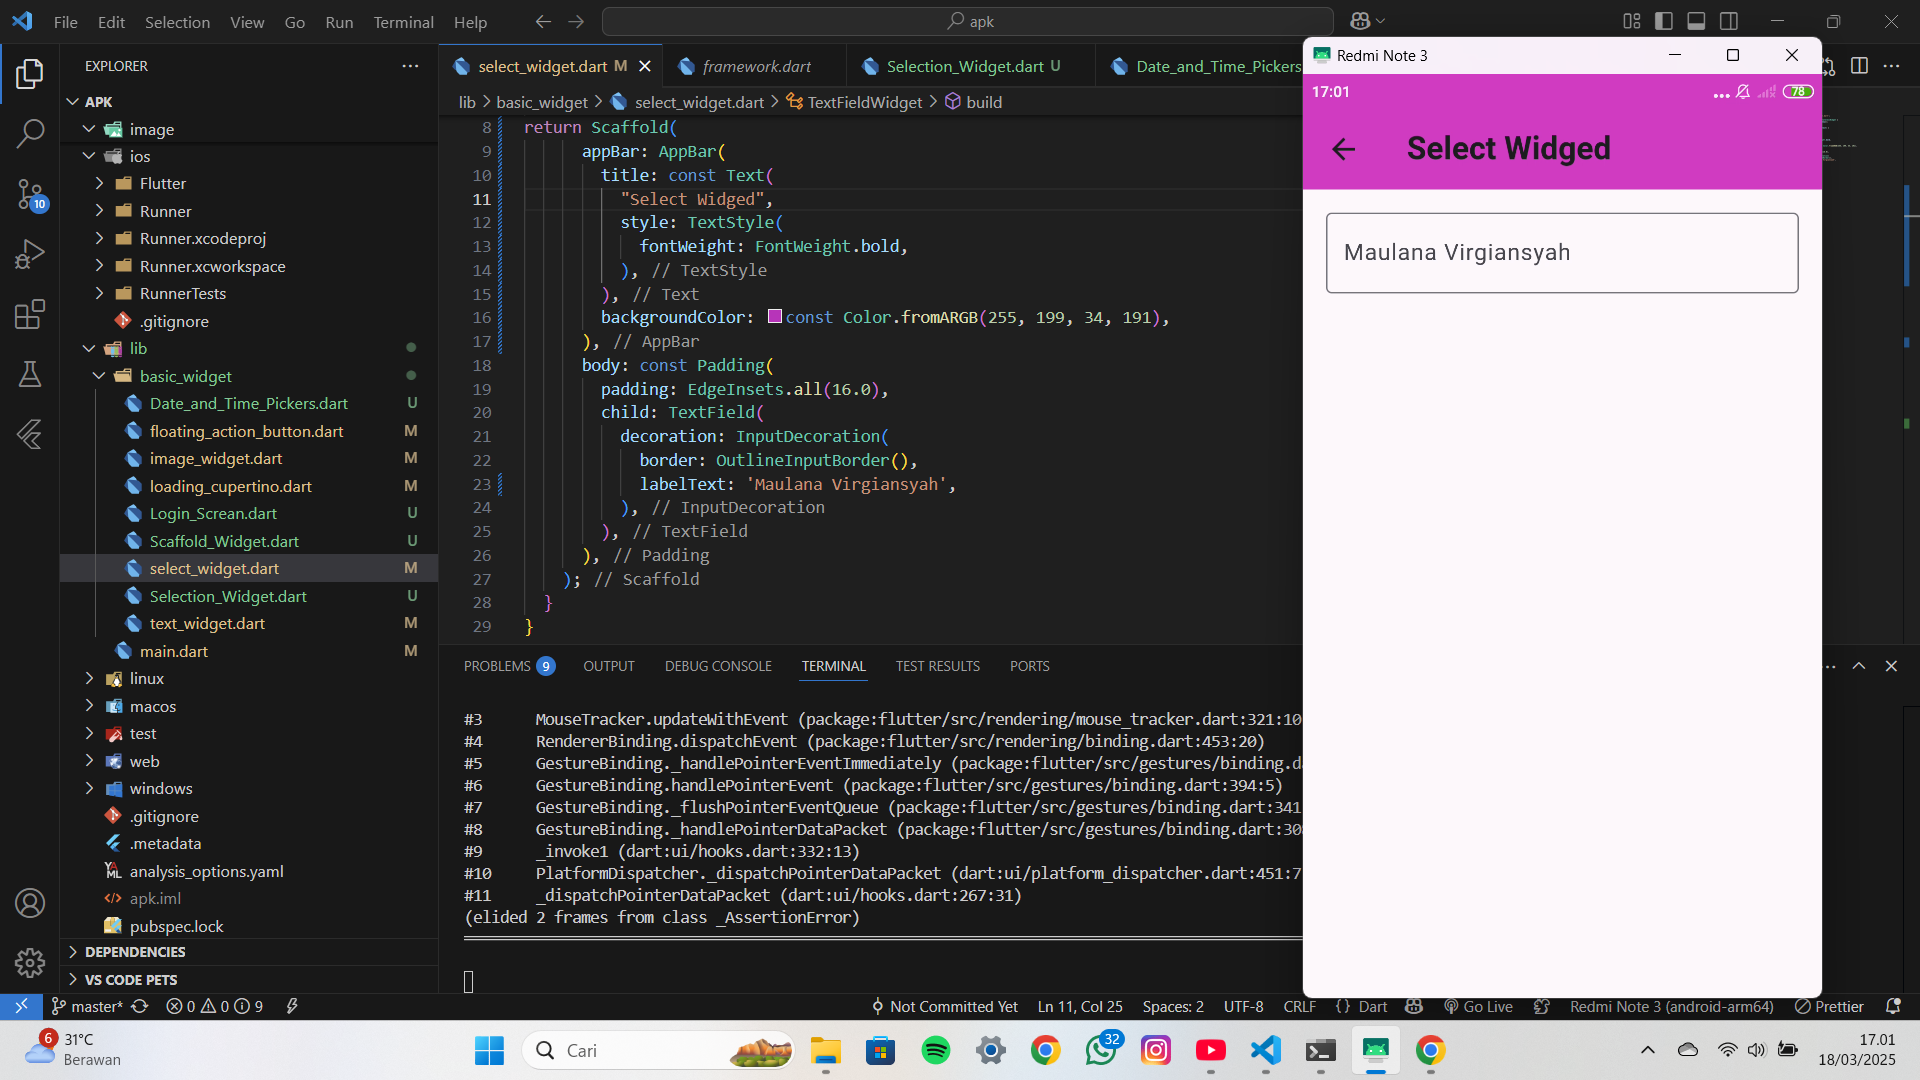 File Edit Selection View Go Run Terminal Help
apk
EXPLORER
APK
image
ios
Flutter
Runner
Runner.xcodeproj
Runner.xcworkspace
RunnerTests
.gitignore
lib
basic_widget
Date_and_Time_Pickers.dart U
floating_action_button.dart M
image_widget.dart M
loading_cupertino.dart M
Login_Screan.dart U
Scaffold_Widget.dart U
select_widget.dart M
Selection_Widget.dart U
text_widget.dart M
main.dart M
linux
macos
test
web
windows
.gitignore
.metadata
analysis_options.yaml
apk.iml
pubspec.lock
DEPENDENCIES
VS CODE PETS
10
select_widget.dart M
framework.dart
Selection_Widget.dart U
Date_and_Time_Pickers
lib > basic_widget > select_widget.dart > TextFieldWidget > build
8 return Scaffold(
9 appBar: AppBar(
10 title: const Text(
11 "Select Widged",
12 style: TextStyle(
13 fontWeight: FontWeight.bold,
14 ), // TextStyle
15 ), // Text
16 backgroundColor: const Color.fromARGB(255, 199, 34, 191),
17 ), // AppBar
18 body: const Padding(
19 padding: EdgeInsets.all(16.0),
20 child: TextField(
21 decoration: InputDecoration(
22 border: OutlineInputBorder(),
23 labelText: 'Maulana Virgiansyah',
24 ), // InputDecoration
25 ), // TextField
26 ), // Padding
27 ); // Scaffold
28 }
29 }
PROBLEMS 9 OUTPUT DEBUG CONSOLE TERMINAL TEST RESULTS PORTS
#3 MouseTracker.updateWithEvent (package:flutter/src/rendering/mouse_tracker.dart:321:10
#4 RendererBinding.dispatchEvent (package:flutter/src/rendering/binding.dart:453:20)
#5 GestureBinding._handlePointerEventImmediately (package:flutter/src/gestures/binding.d
#6 GestureBinding.handlePointerEvent (package:flutter/src/gestures/binding.dart:394:5)
#7 GestureBinding._flushPointerEventQueue (package:flutter/src/gestures/binding.dart:341
#8 GestureBinding._handlePointerDataPacket (package:flutter/src/gestures/binding.dart:30
#9 _invoke1 (dart:ui/hooks.dart:332:13)
#10 PlatformDispatcher._dispatchPointerDataPacket (dart:ui/platform_dispatcher.dart:451:7
#11 _dispatchPointerDataPacket (dart:ui/hooks.dart:267:31)
(elided 2 frames from class _AssertionError)
Redmi Note 3
17:01
78
Select Widged
Maulana Virgiansyah
master* 0 0 9
Not Committed Yet Ln 11, Col 25 Spaces: 2 UTF-8 CRLF {} Dart Go Live Redmi Note 3 (android-arm64) Prettier
6
31°C
Berawan
Cari
32
17.01
18/03/2025